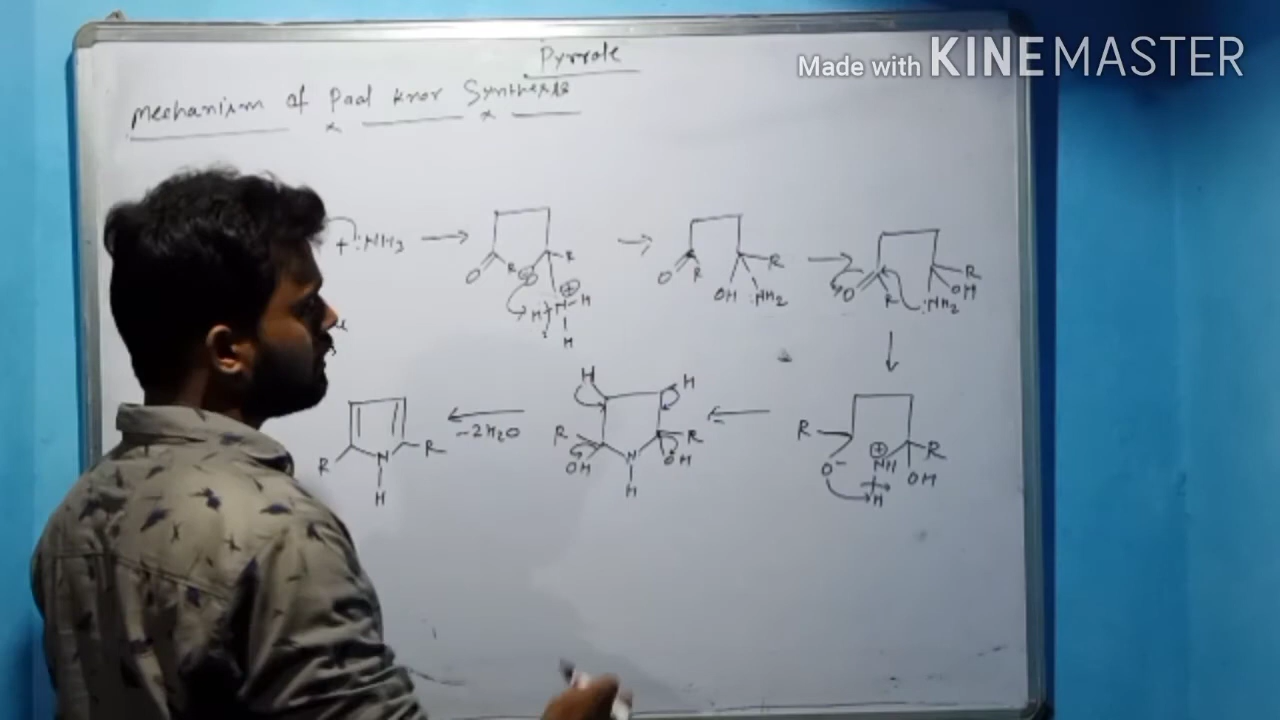 Pyrrole
Made with KINEMASTER
Mechanism of Paal knor Synthesis
+ :NH3
O R O R
H N H
H
O R OH :NH2 R
O R :NH2 OH R
-2H2O
R N R
H
H H
R OH N OH R
H
R O- NH OH R
H